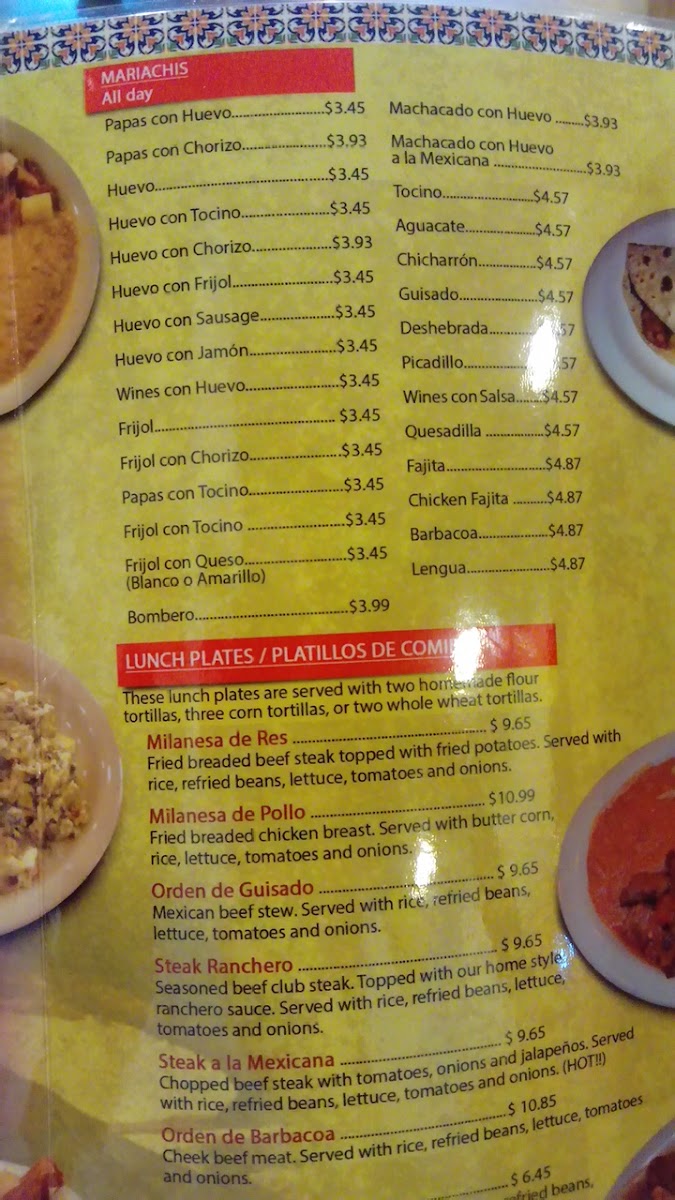 MARIACHIS
All day
Papas con Huevo..........................$3.45
Papas con Chorizo........................$3.93
Huevo................................................$3.45
Huevo con Tocino.........................$3.45
Huevo con Chorizo.......................$3.93
Huevo con Frijol............................$3.45
Huevo con Sausage.....................$3.45
Huevo con Jamón........................$3.45
Wines con Huevo..........................$3.45
Frijol.................................................. $3.45
Frijol con Chorizo.........................$3.45
Papas con Tocino..........................$3.45
Frijol con Tocino ...........................$3.45
Frijol con Queso............................$3.45
(Blanco o Amarillo)
Bombero..........................................$3.99
Machacado con Huevo .........$3.93
Machacado con Huevo
a la Mexicana ..........................$3.93
Tocino..........................$4.57
Aguacate....................$4.57
Chicharrón.................$4.57
Guisado.......................$4.57
Deshebrada...............57
Picadillo......................57
Wines con Salsa........$4.57
Quesadilla .................$4.57
Fajita.............................$4.87
Chicken Fajita ..........$4.87
Barbacoa....................$4.87
Lengua........................$4.87
LUNCH PLATES / PLATILLOS DE
These lunch plates are served with two homemade flour
tortillas, three corn tortillas, or two whole wheat tortillas.
Milanesa de Res .................................................. $ 9.65
Fried breaded beef steak topped with fried potatoes. Served with
rice, refried beans, lettuce, tomatoes and onions.
Milanesa de Pollo ............................................ $10.99
Fried breaded chicken breast. Served with butter corn,
rice, lettuce, tomatoes and onions.
Orden de Guisado ............................................ $ 9.65
Mexican beef stew. Served with rice, refried beans,
lettuce, tomatoes and onions.
Steak Ranchero .................................................. $ 9.65
Seasoned beef club steak. Topped with our home style
ranchero sauce. Served with rice, refried beans, lettuce,
tomatoes and onions.
Steak a la Mexicana ........................................ $ 9.65
Chopped beef steak with tomatoes, onions and jalapeños. Served
with rice, refried beans, lettuce, tomatoes and onions. (HOT!!)
Orden de Barbacoa ........................................ $ 10.85
Cheek beef meat. Served with rice, refried beans, lettuce, tomatoes
and onions.
$ 6.45
beans,